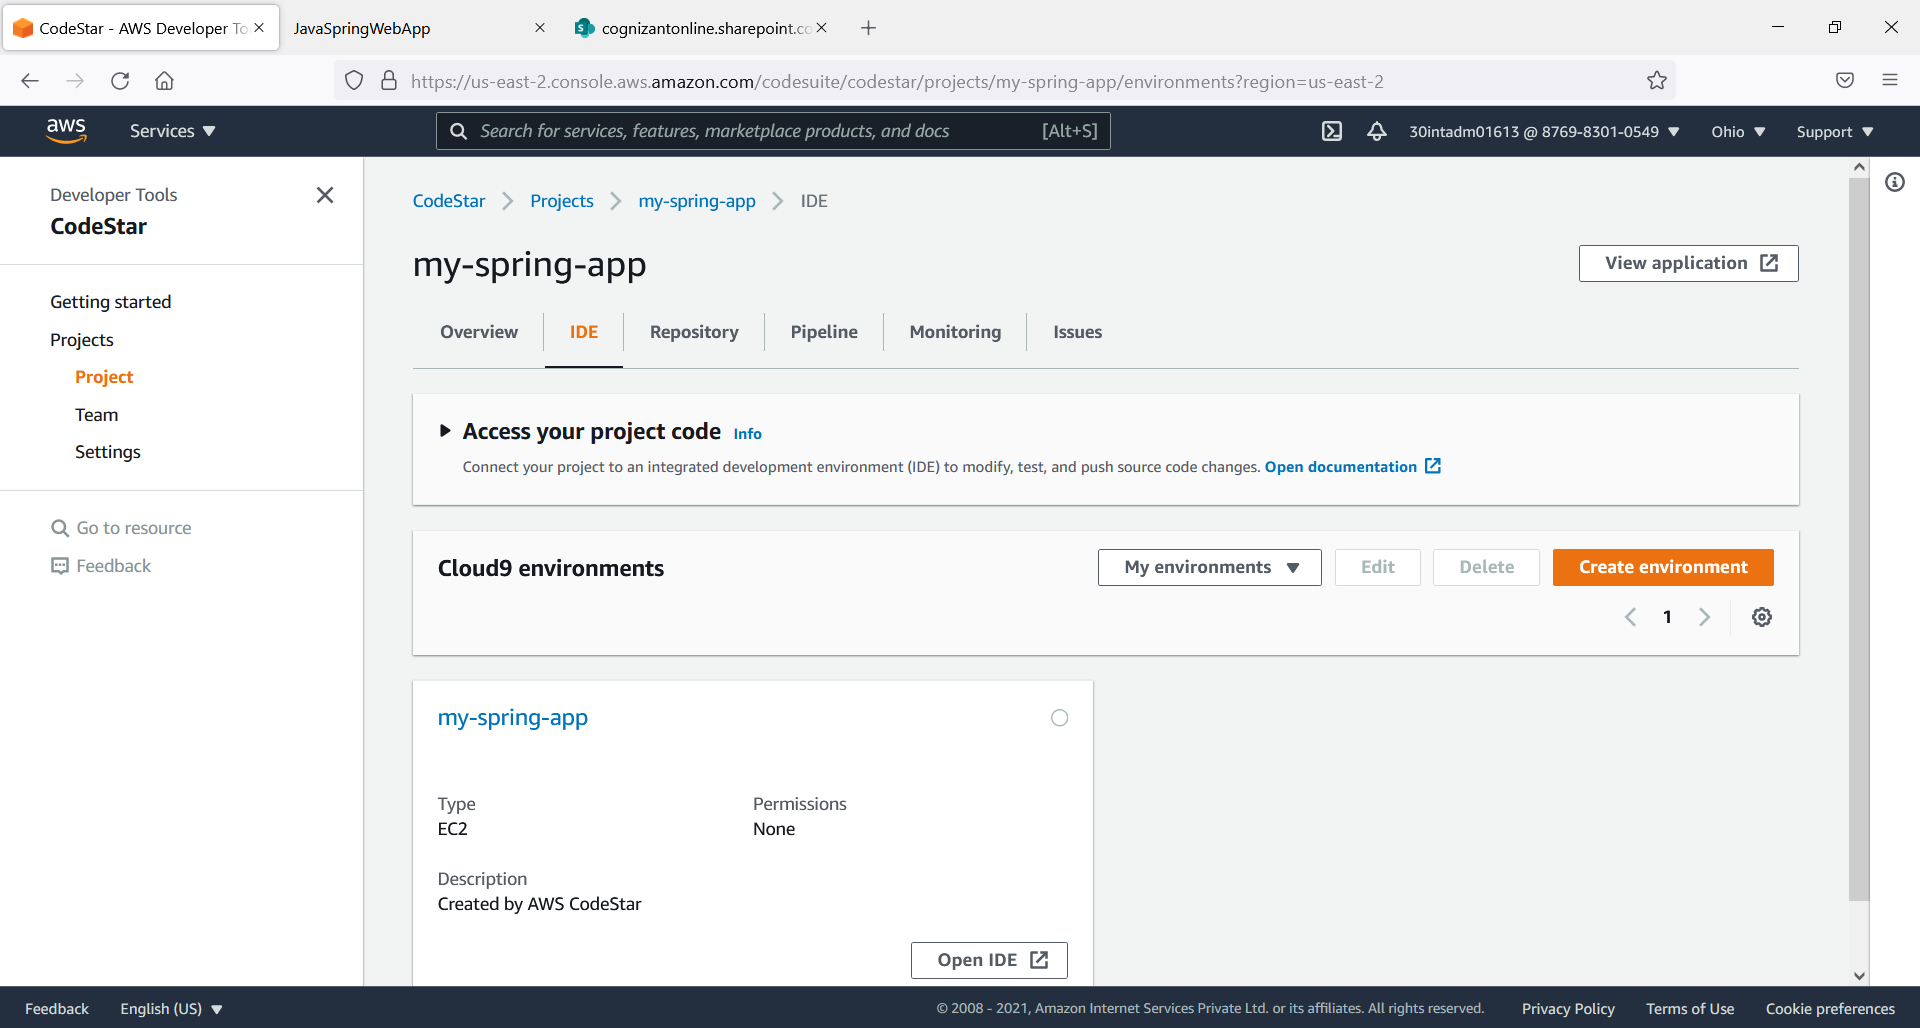 CodeStar - AWS Developer To
JavaSpringWebApp
cognizantonline.sharepoint.co
https://us-east-2.console.aws.amazon.com/codesuite/codestar/projects/my-spring-app/environments?region=us-east-2
aws
Services
Search for services, features, marketplace products, and docs
[Alt+S]
30intadm01613 @ 8769-8301-0549
Ohio
Support
Developer Tools
CodeStar
Getting started
Projects
Project
Team
Settings
Go to resource
Feedback
CodeStar
Projects
my-spring-app
IDE
my-spring-app
View application
Overview
IDE
Repository
Pipeline
Monitoring
Issues
Access your project code Info
Connect your project to an integrated development environment (IDE) to modify, test, and push source code changes. Open documentation
Cloud9 environments
My environments
Edit
Delete
Create environment
1
my-spring-app
Type
EC2
Permissions
None
Description
Created by AWS CodeStar
Open IDE
Feedback
English (US)
© 2008 - 2021, Amazon Internet Services Private Ltd. or its affiliates. All rights reserved.
Privacy Policy
Terms of Use
Cookie preferences